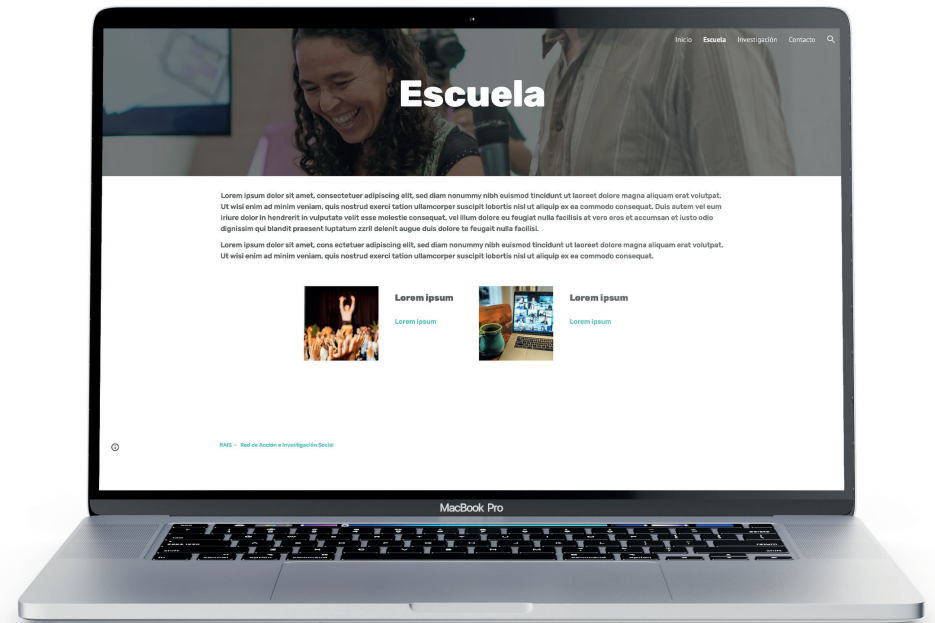 Inicio Escuela Investigación Contacto
Escuela
Lorem ipsum dolor sit amet, consectetuer adipiscing elit, sed diam nonummy nibh euismod tincidunt ut laoreet dolore magna aliquam erat volutpat.
Ut wisi enim ad minim veniam, quis nostrud exerci tation ullamcorper suscipit lobortis nisl ut aliquip ex ea commodo consequat. Duis autem vel eum
iriure dolor in hendrerit in vulputate velit esse molestie consequat, vel illum dolore eu feugiat nulla facilisis at vero eros et accumsan et iusto odio
dignissim qui blandit praesent luptatum zzril delenit augue duis dolore te feugait nulla facilisi.
Lorem ipsum dolor sit amet, cons ectetuer adipiscing elit, sed diam nonummy nibh euismod tincidunt ut laoreet dolore magna aliquam erat volutpat.
Ut wisi enim ad minim veniam, quis nostrud exerci tation ullamcorper suscipit lobortis nisl ut aliquip ex ea commodo consequat.
Lorem ipsum Lorem ipsum
Lorem ipsum Lorem ipsum
RAIS – Red de Acción e Investigación Social
MacBook Pro